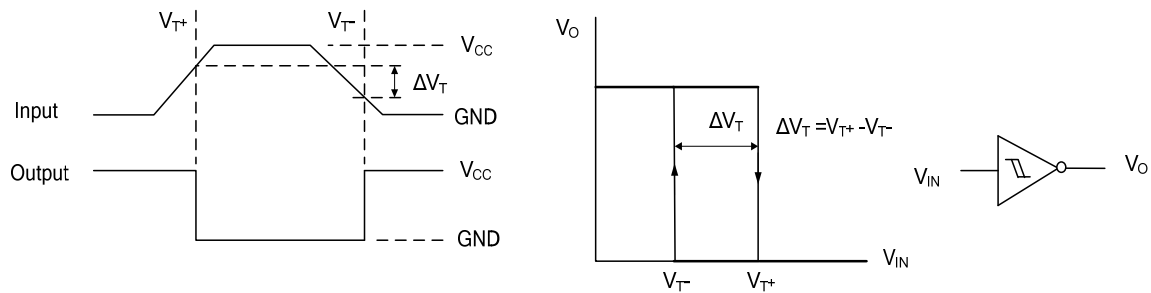 V_T+ V_T-
V_CC
ΔV_T
Input
GND
Output
V_CC
GND
V_O
ΔV_T
ΔV_T =V_T+ -V_T-
V_IN
V_T- V_T+
V_IN
V_O